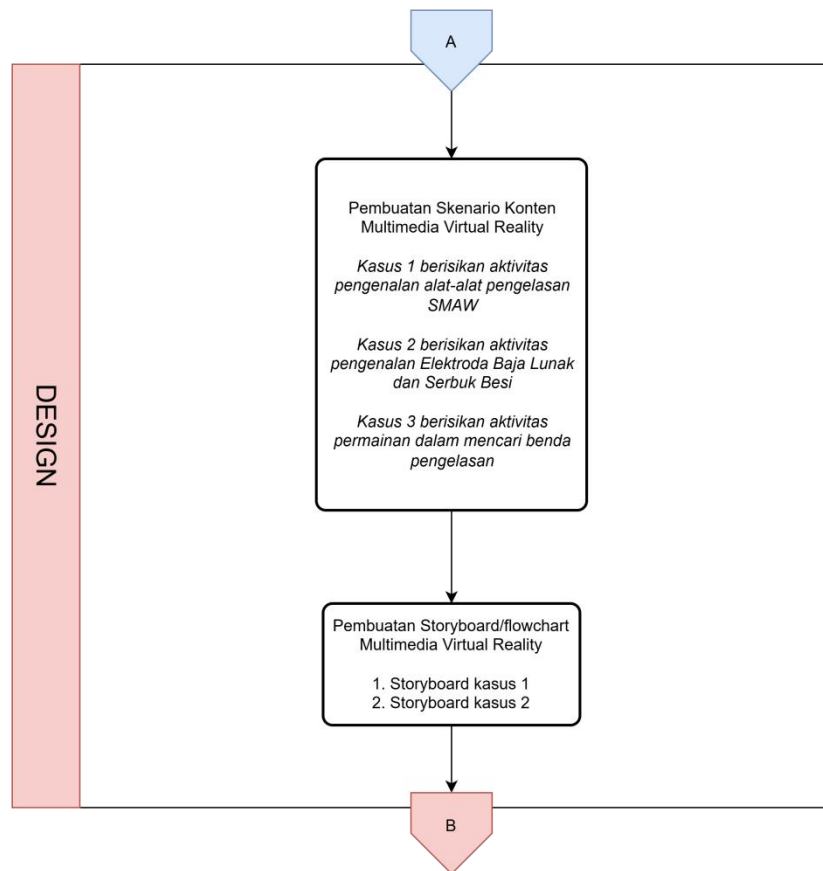 A
DESIGN
Pembuatan Skenario Konten
Multimedia Virtual Reality
Kasus 1 berisikan aktivitas
pengenalan alat-alat pengelasan
SMAW
Kasus 2 berisikan aktivitas
pengenalan Elektroda Baja Lunak
dan Serbuk Besi
Kasus 3 berisikan aktivitas
permainan dalam mencari benda
pengelasan
Pembuatan Storyboard/flowchart
Multimedia Virtual Reality
1. Storyboard kasus 1
2. Storyboard kasus 2
B